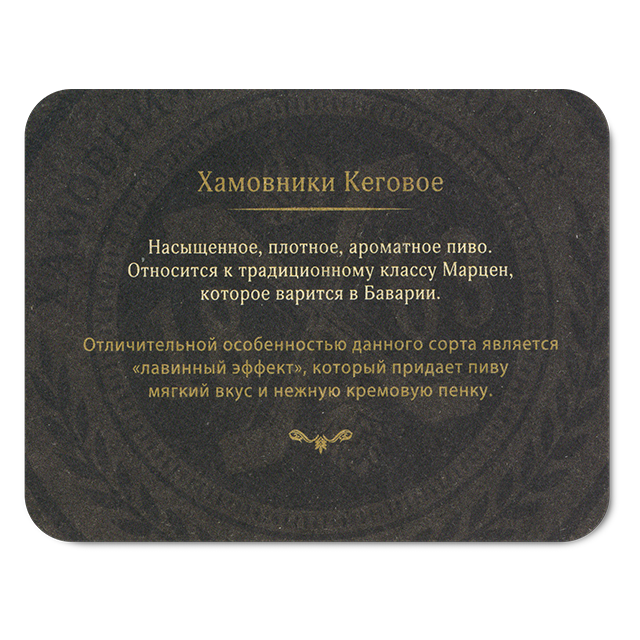 Хамовники Кеговое
Насыщенное, плотное, ароматное пиво.
Относится к традиционному классу Марцен,
которое варится в Баварии.
Отличительной особенностью данного сорта является
«лавинный эффект», который придает пиву
мягкий вкус и нежную кремовую пенку.